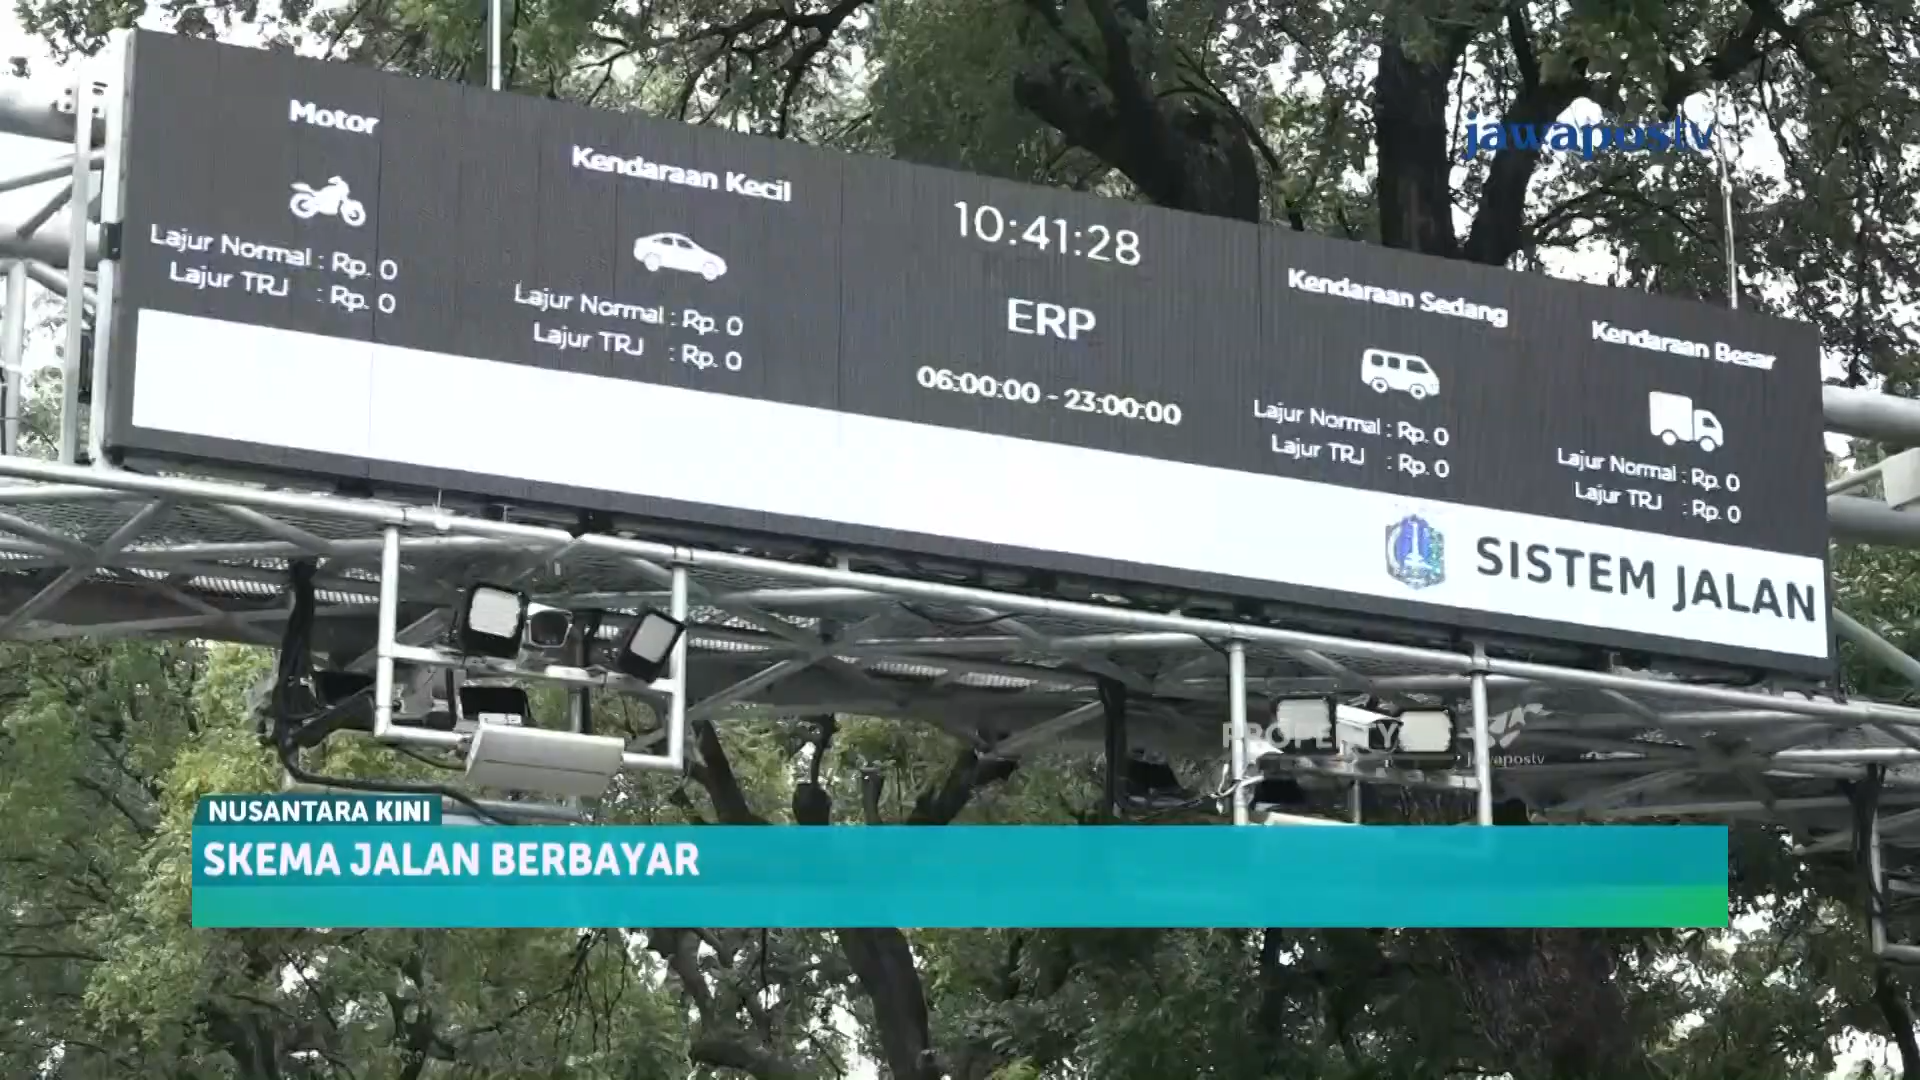 jawapostv
Motor
Lajur Normal : Rp. 0
Lajur TRJ : Rp. 0
Kendaraan Kecil
Lajur Normal : Rp. 0
Lajur TRJ : Rp. 0
10:41:28
ERP
06:00:00 - 23:00:00
Kendaraan Sedang
Lajur Normal : Rp. 0
Lajur TRJ : Rp. 0
Kendaraan Besar
Lajur Normal : Rp. 0
Lajur TRJ : Rp. 0
SISTEM JALAN
PROPERTY
jawapostv
NUSANTARA KINI
SKEMA JALAN BERBAYAR